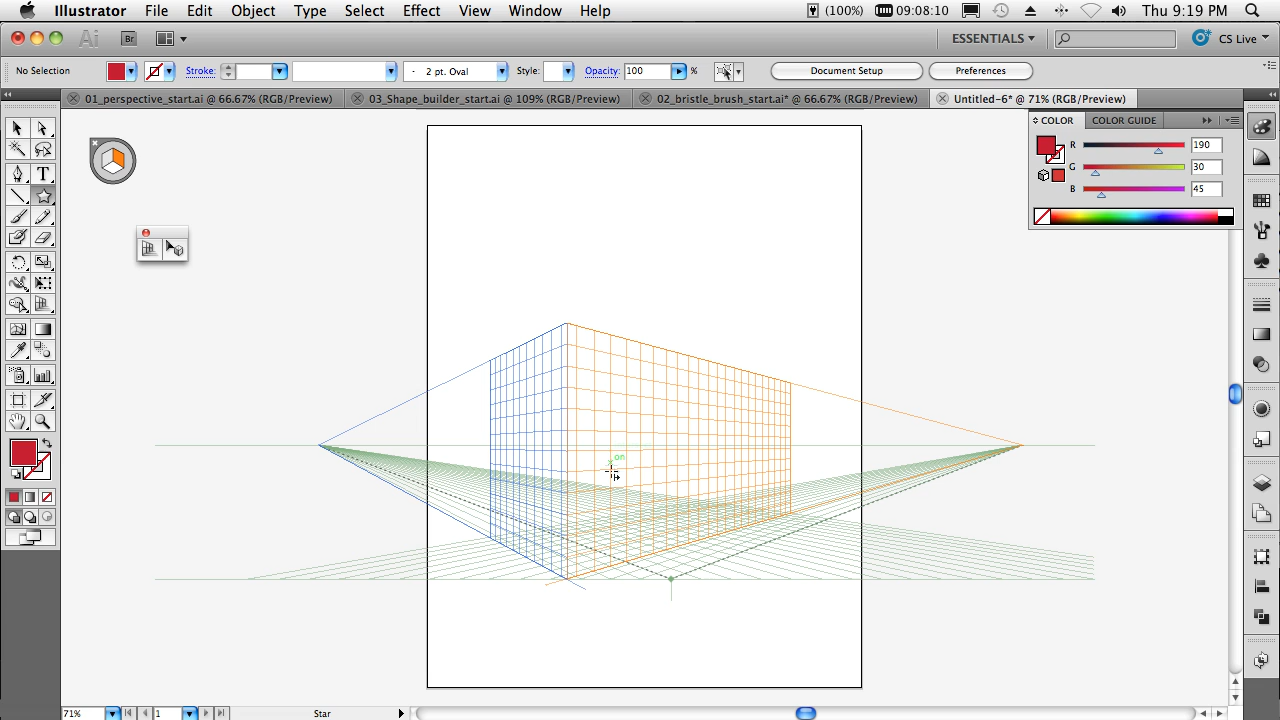 Illustrator File Edit Object Type Select Effect View Window Help (100%) 09:08:10 Thu 9:19 PM
Ai Br ESSENTIALS CS Live
No Selection Stroke: 2 pt. Oval Style: Opacity: 100 % Document Setup Preferences
01_perspective_start.ai @ 66.67% (RGB/Preview) 03_Shape_builder_start.ai @ 109% (RGB/Preview) 02_bristle_brush_start.ai* @ 66.67% (RGB/Preview) Untitled-6* @ 71% (RGB/Preview)
COLOR COLOR GUIDE
R 190
G 30
B 45
T
on
71% 1 Star